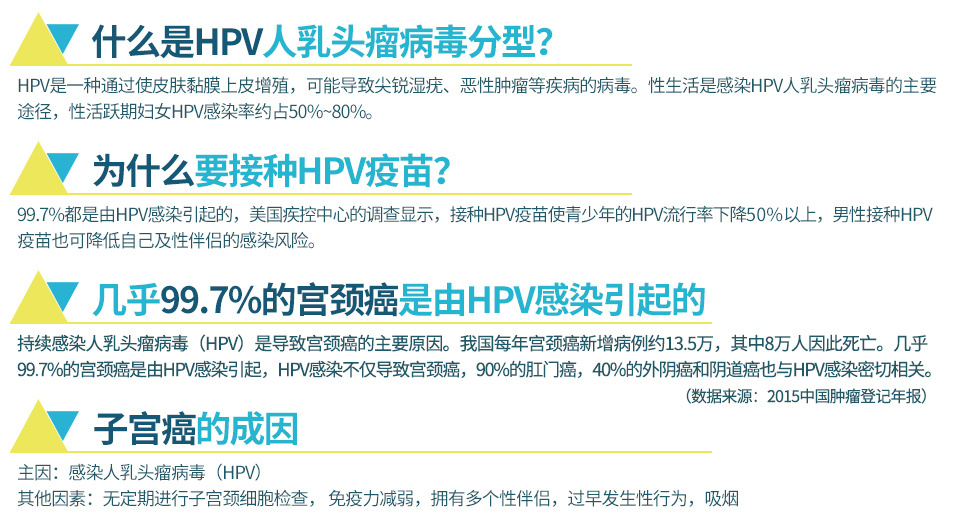 什么是HPV人乳头瘤病毒分型？
HPV是一种通过使皮肤黏膜上皮增殖，可能导致尖锐湿疣、恶性肿瘤等疾病的病毒。性生活是感染HPV人乳头瘤病毒的主要
途径，性活跃期妇女HPV感染率约占50%~80%。
为什么要接种HPV疫苗？
99.7%都是由HPV感染引起的，美国疾控中心的调查显示，接种HPV疫苗使青少年的HPV流行率下降50%以上，男性接种HPV
疫苗也可降低自己及性伴侣的感染风险。
几乎99.7%的宫颈癌是由HPV感染引起的
持续感染人乳头瘤病毒（HPV）是导致宫颈癌的主要原因。我国每年宫颈癌新增病例约13.5万，其中8万人因此死亡。几乎
99.7%的宫颈癌是由HPV感染引起，HPV感染不仅导致宫颈癌，90%的肛门癌，40%的外阴癌和阴道癌也与HPV感染密切相关。
（数据来源：2015中国肿瘤登记年报）
子宫癌的成因
主因：感染人乳头瘤病毒（HPV）
其他因素：无定期进行子宫颈细胞检查， 免疫力减弱，拥有多个性伴侣，过早发生性行为，吸烟